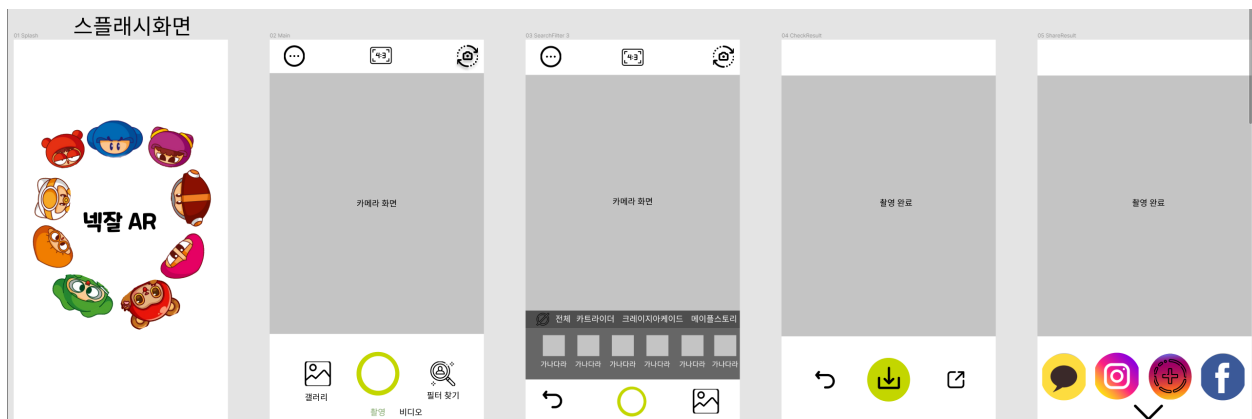 스플래시화면
01 Splash
넥잘 AR
02 Main
4:3
카메라 화면
갤러리
필터 찾기
촬영 비디오
03 SearchFilter 3
4:3
카메라 화면
전체 카트라이더 크레이지아케이드 메이플스토리
가나다라 가나다라 가나다라 가나다라 가나다라 가나다라
04 CheckResult
촬영 완료
05 ShareResult
촬영 완료